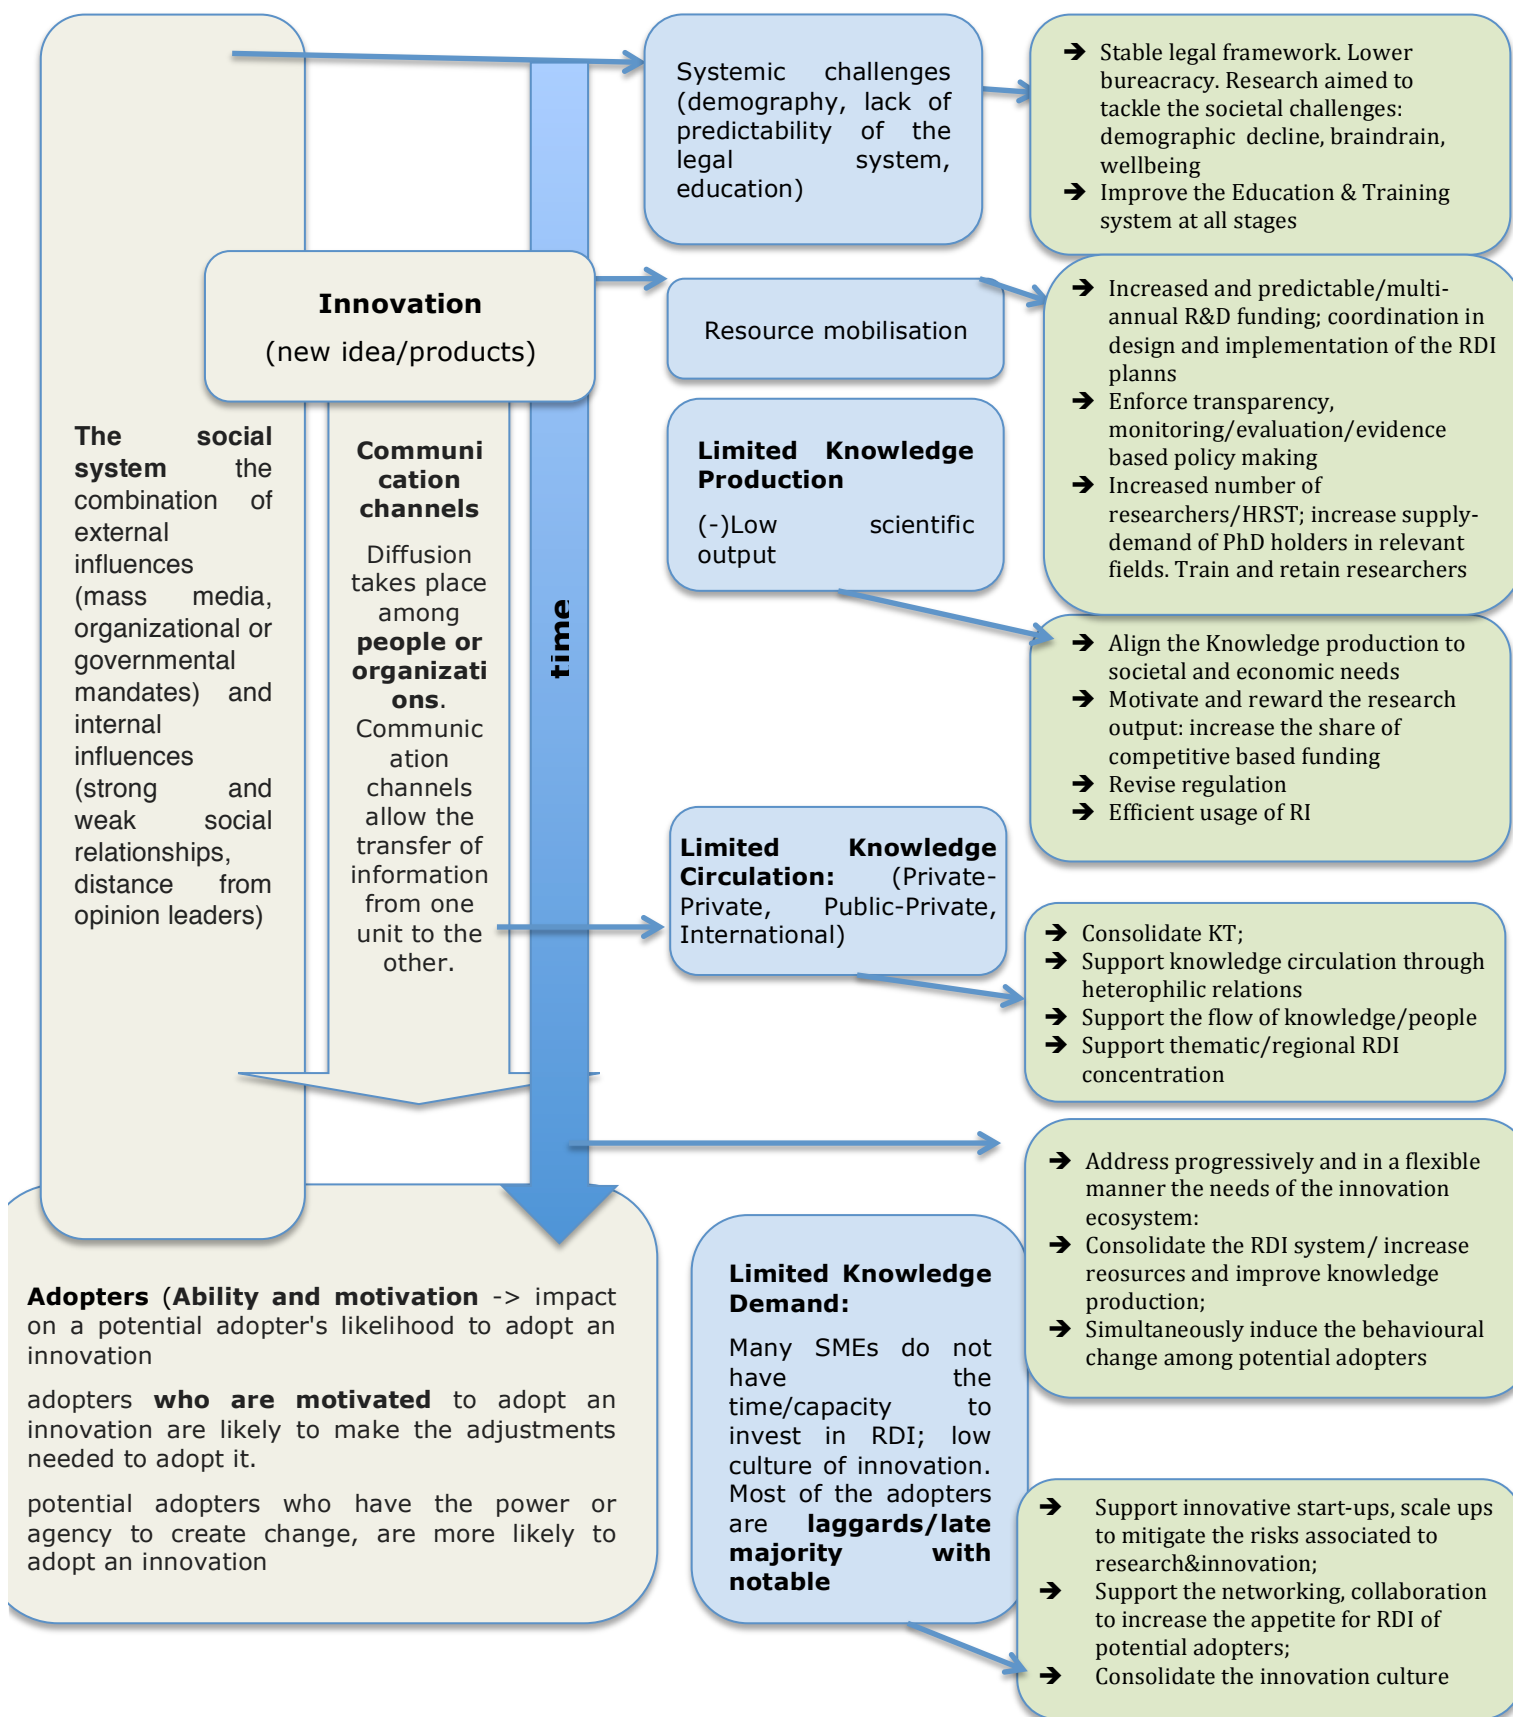 The social
system the
combination of
external
influences
(mass media,
organizational or
governmental
mandates) and
internal
influences
(strong and
weak social
relationships,
distance from
opinion leaders)
Innovation
(new idea/products)
Communi
cation
channels
Diffusion
takes place
among
people or
organizati
ons.
Communic
ation
channels
allow the
transfer of
information
from one
unit to the
other.
time
Adopters (Ability and motivation -> impact
on a potential adopter's likelihood to adopt an
innovation
adopters who are motivated to adopt an
innovation are likely to make the adjustments
needed to adopt it.
potential adopters who have the power or
agency to create change, are more likely to
adopt an innovation
Systemic challenges
(demography, lack of
predictability of the
legal system,
education)
Resource mobilisation
Limited Knowledge
Production
(-)Low scientific
output
Limited Knowledge
Circulation: (Private-
Private, Public-Private,
International)
Limited Knowledge
Demand:
Many SMEs do not
have the
time/capacity to
invest in RDI; low
culture of innovation.
Most of the adopters
are laggards/late
majority with
notable
➔ Stable legal framework. Lower
bureacracy. Research aimed to
tackle the societal challenges:
demographic decline, braindrain,
wellbeing
➔ Improve the Education & Training
system at all stages
➔ Increased and predictable/multi-
annual R&D funding; coordination in
design and implementation of the RDI
planns
➔ Enforce transparency,
monitoring/evaluation/evidence
based policy making
➔ Increased number of
researchers/HRST; increase supply-
demand of PhD holders in relevant
fields. Train and retain researchers
➔ Align the Knowledge production to
societal and economic needs
➔ Motivate and reward the research
output: increase the share of
competitive based funding
➔ Revise regulation
➔ Efficient usage of RI
➔ Consolidate KT;
➔ Support knowledge circulation through
heterophilic relations
➔ Support the flow of knowledge/people
➔ Support thematic/regional RDI
concentration
➔ Address progressively and in a flexible
manner the needs of the innovation
ecosystem:
➔ Consolidate the RDI system/ increase
reosurces and improve knowledge
production;
➔ Simultaneously induce the behavioural
change among potential adopters
➔ Support innovative start-ups, scale ups
to mitigate the risks associated to
research&innovation;
➔ Support the networking, collaboration
to increase the appetite for RDI of
potential adopters;
➔ Consolidate the innovation culture